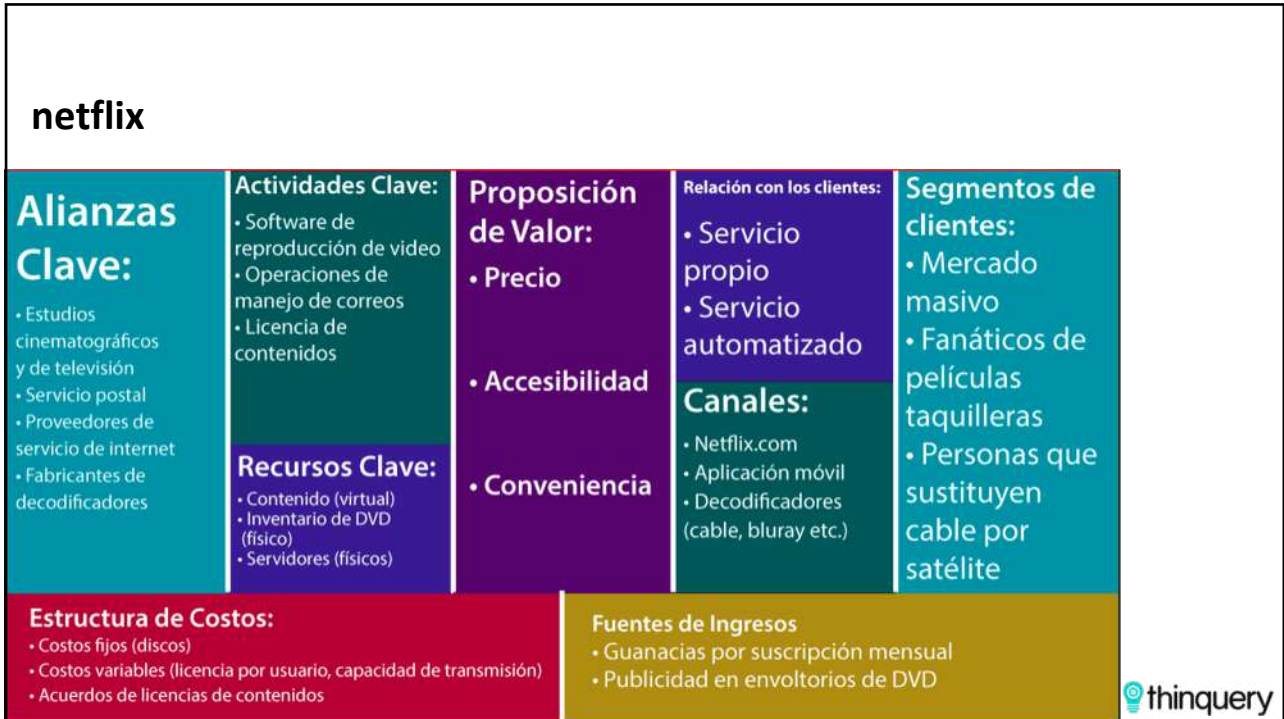 netflix
Alianzas
Clave:
• Estudios
cinematográficos
y de televisión
• Servicio postal
• Proveedores de
servicio de internet
• Fabricantes de
decodificadores
Actividades Clave:
• Software de
reproducción de video
• Operaciones de
manejo de correos
• Licencia de
contenidos
Recursos Clave:
• Contenido (virtual)
• Inventario de DVD
(físico)
• Servidores (físicos)
Proposición
de Valor:
• Precio
• Accesibilidad
• Conveniencia
Relación con los clientes:
• Servicio
propio
• Servicio
automatizado
Canales:
• Netflix.com
• Aplicación móvil
• Decodificadores
(cable, bluray etc.)
Segmentos de
clientes:
• Mercado
masivo
• Fanáticos de
películas
taquilleras
• Personas que
sustituyen
cable por
satélite
Estructura de Costos:
• Costos fijos (discos)
• Costos variables (licencia por usuario, capacidad de transmisión)
• Acuerdos de licencias de contenidos
Fuentes de Ingresos
• Guanacias por suscripción mensual
• Publicidad en envoltorios de DVD
thinquery